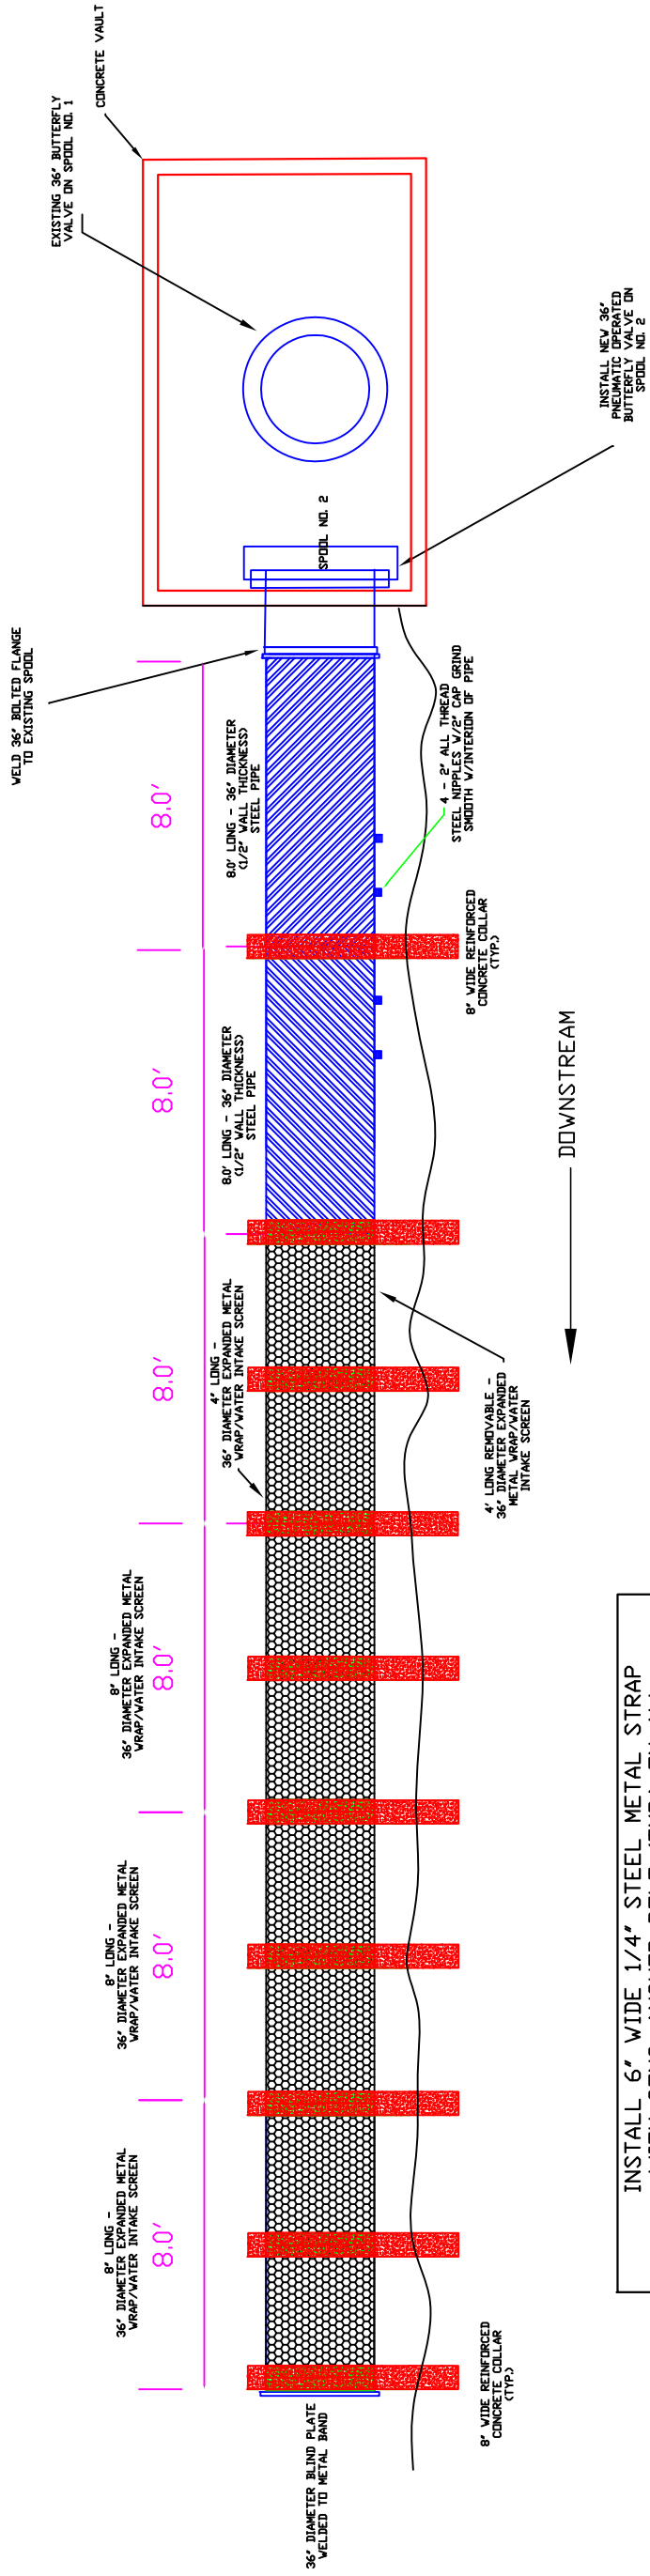 WELD 36" BOLTED FLANGE
TO EXISTING SPOOL
EXISTING 36" BUTTERFLY
VALVE ON SPOOL NO. 1
CONCRETE VAULT
8' LONG -
36" DIAMETER EXPANDED METAL
WRAP/WATER INTAKE SCREEN
8' LONG -
36" DIAMETER EXPANDED METAL
WRAP/WATER INTAKE SCREEN
8' LONG -
36" DIAMETER EXPANDED METAL
WRAP/WATER INTAKE SCREEN
8.0'
8.0'
8.0'
8.0'
8.0'
8.0'
4' LONG -
36" DIAMETER EXPANDED METAL
WRAP/WATER INTAKE SCREEN
8.0' LONG - 36" DIAMETER
(1/2" WALL THICKNESS)
STEEL PIPE
8.0' LONG - 36" DIAMETER
(1/2" WALL THICKNESS)
STEEL PIPE
36" DIAMETER BLIND PLATE
WELDED TO METAL BAND
SPOOL NO. 2
8" WIDE REINFORCED
CONCRETE COLLAR
(TYP.)
4' LONG REMOVABLE -
36" DIAMETER EXPANDED
METAL WRAP/WATER
INTAKE SCREEN
8" WIDE REINFORCED
CONCRETE COLLAR
(TYP.)
4 - 2" ALL THREAD
STEEL NIPPLES W/2" CAP GRIND
SMOOTH W/INTERION OF PIPE
INSTALL NEW 36"
PNEUMATIC OPERATED
BUTTERFLY VALVE ON
SPOOL NO. 2
DOWNSTREAM
INSTALL 6" WIDE 1/4" STEEL METAL STRAP